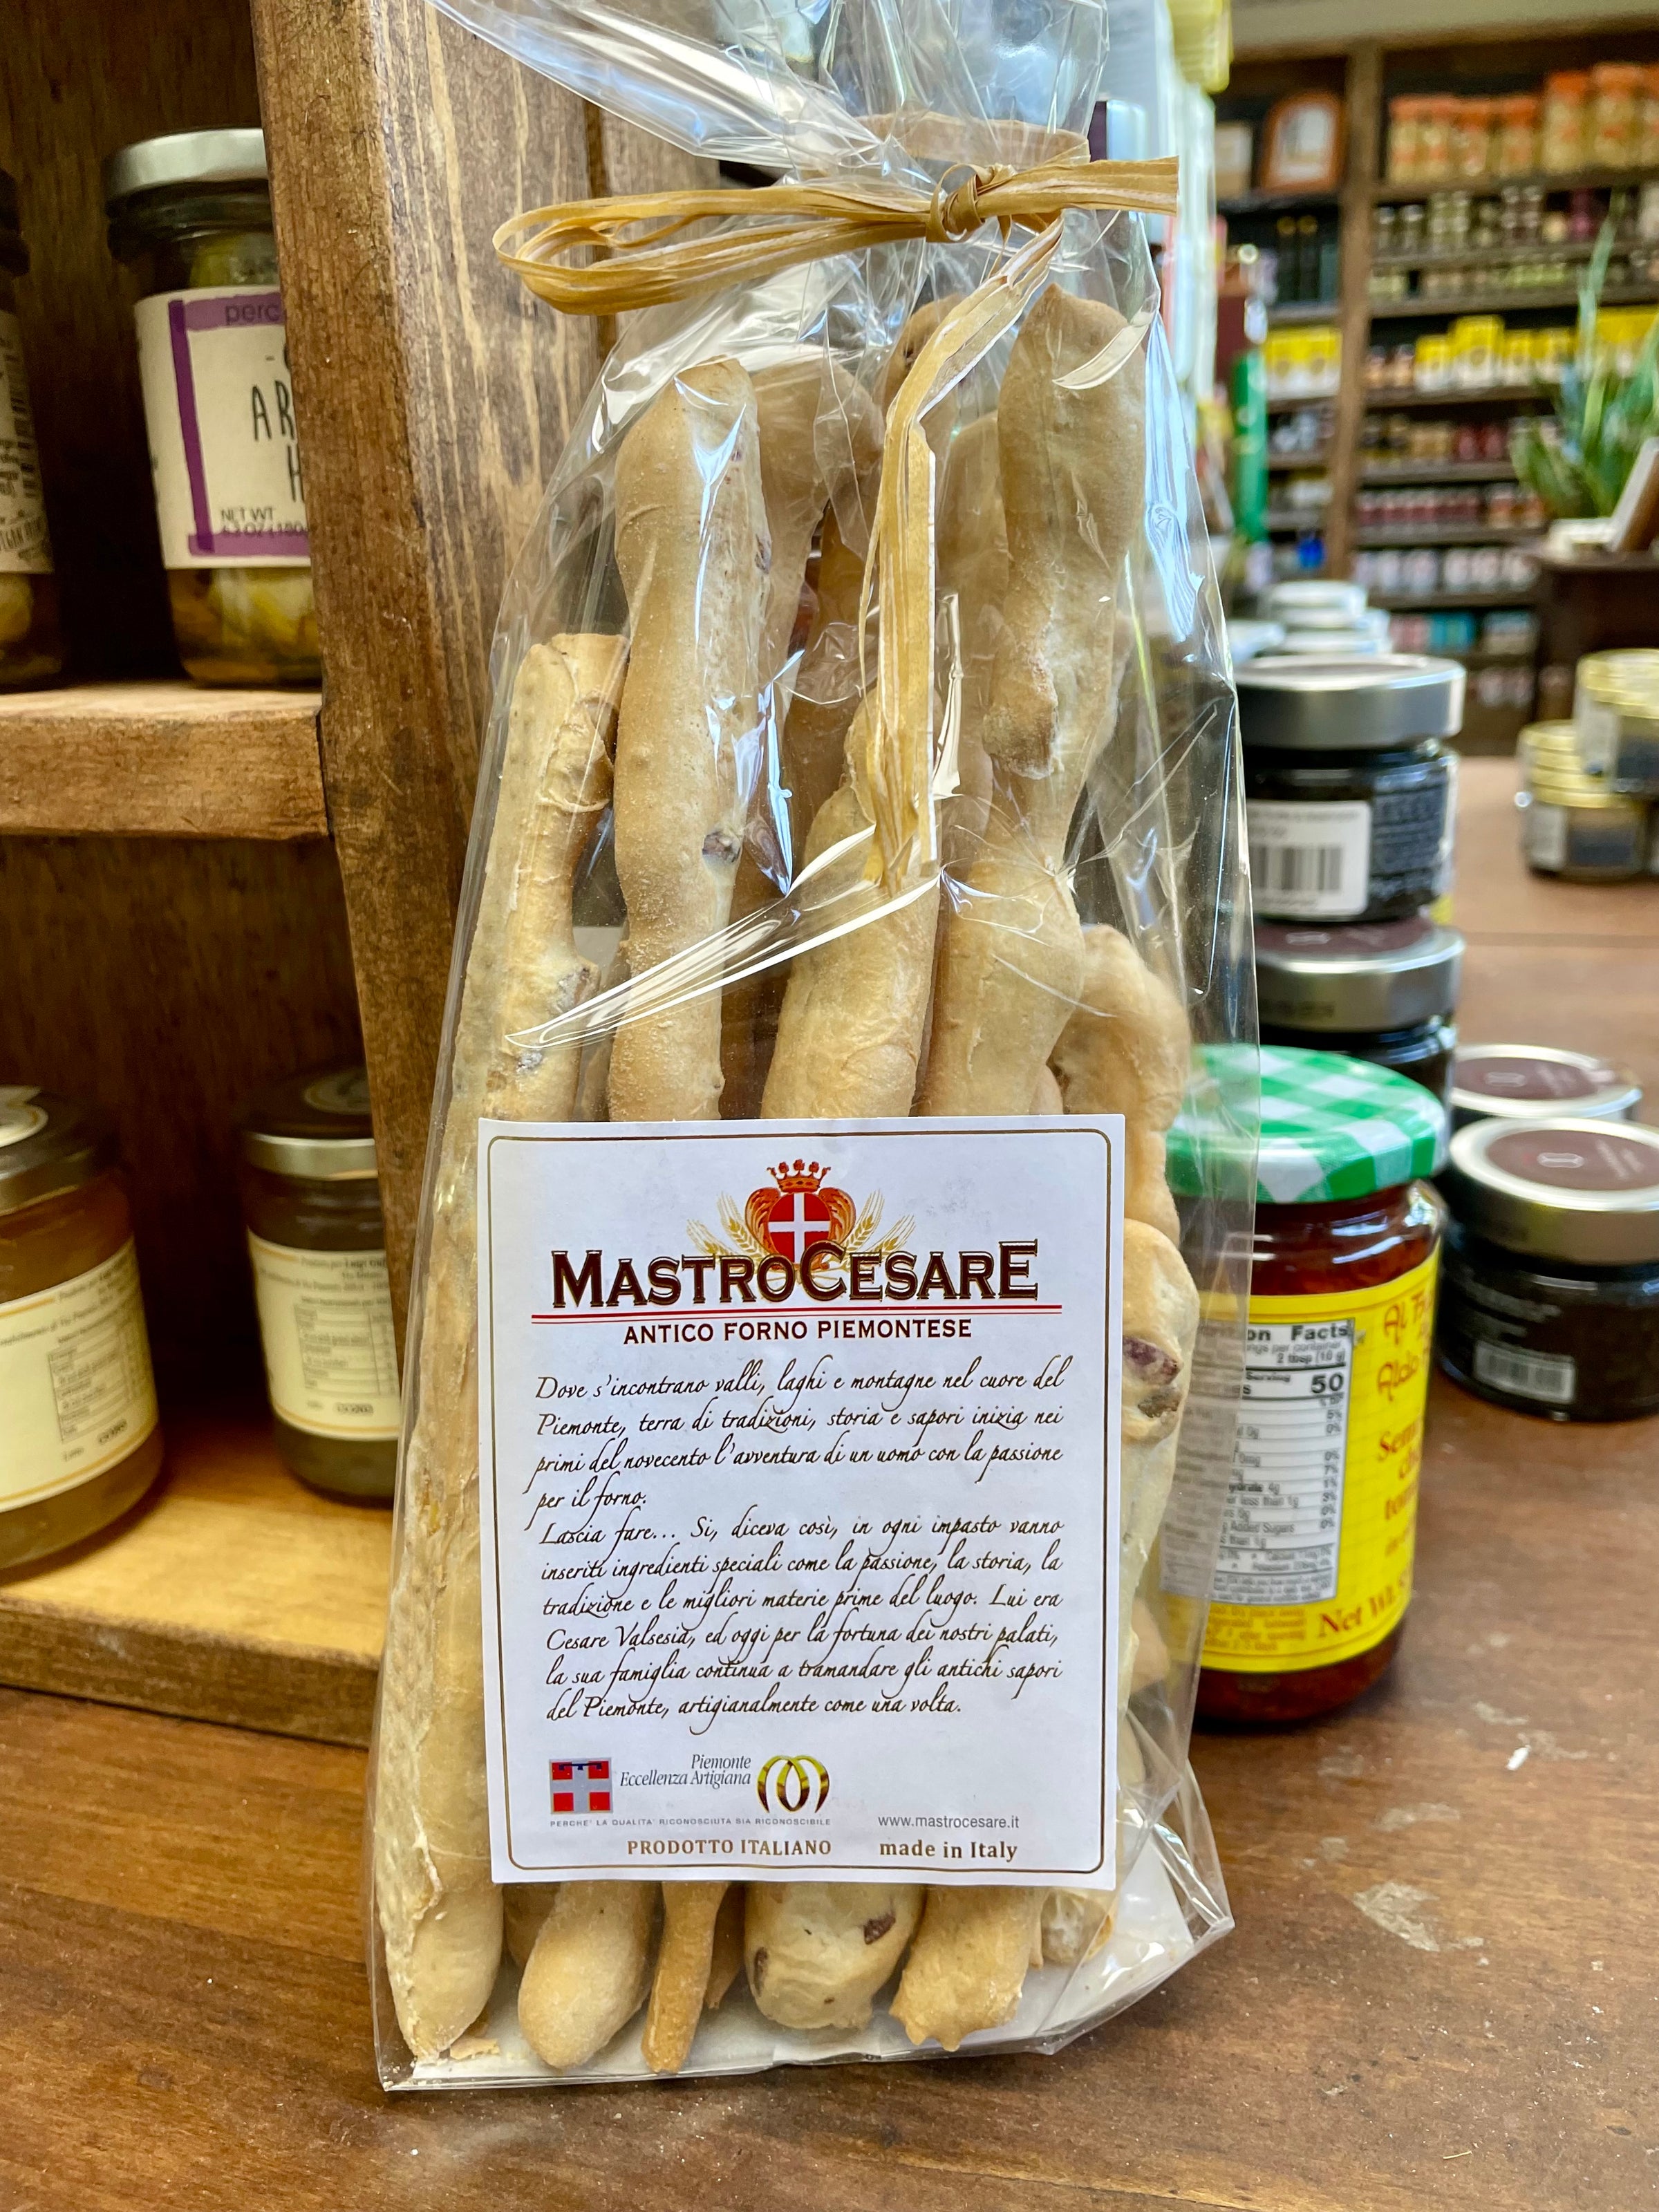 MASTROCESARE
ANTICO FORNO PIEMONTESE
Dove s'incontrano valli, laghi e montagne nel cuore del
Piemonte, terra di tradizioni, storia e sapori inizia nei
primi del novecento l'avventura di un uomo con la passione
per il forno.
Lascia fare... Si, diceva così, in ogni impasto vanno
inseriti ingredienti speciali come la passione, la storia, la
tradizione e le migliori materie prime del luogo. Lui era
Cesare Valsesia, ed oggi per la fortuna dei nostri palati,
la sua famiglia continua a tramandare gli antichi sapori
del Piemonte, artigianalmente come una volta.
Piemonte
Eccellenza Artigiana
PERCHE' LA QUALITA' RICONOSCIUTA SIA RICONOSCIBILE
www.mastrocesare.it
PRODOTTO ITALIANO made in Italy
NET WT
Facts
2 tbsp (10 g)
50
Net Wt.